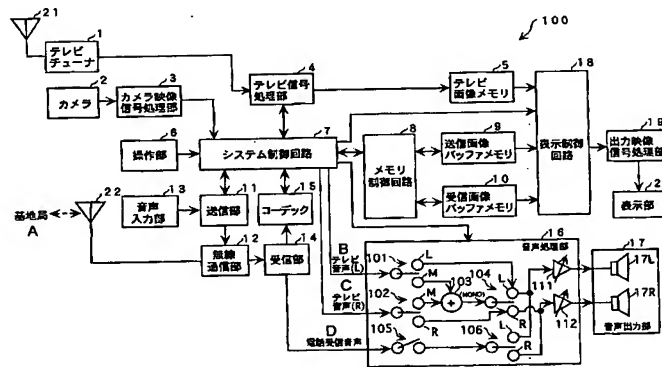 100
21
テレビ
チューナ
1
2
カメラ
カメラ映像
信号処理部
3
テレビ信号
処理部
4
テレビ
画像メモリ
5
18
表示制御
回路
操作部
6
システム制御回路
7
メモリ
制御回路
8
送信画像
バッファメモリ
9
受信画像
バッファメモリ
10
出力映像
信号処理部
19
表示部
2
22
基地局
A
音声
入力部
13
送信部
11
コーデック
15
無線
通信部
12
受信部
14
B
テレビ
音声(L)
C
テレビ
音声(R)
D
電話受信音声
16
音声処理部
101
L
M
102
M
R
103
(MONO)
104
L
R
105
106
L
R
111
112
17
17L
17R
音声出力部